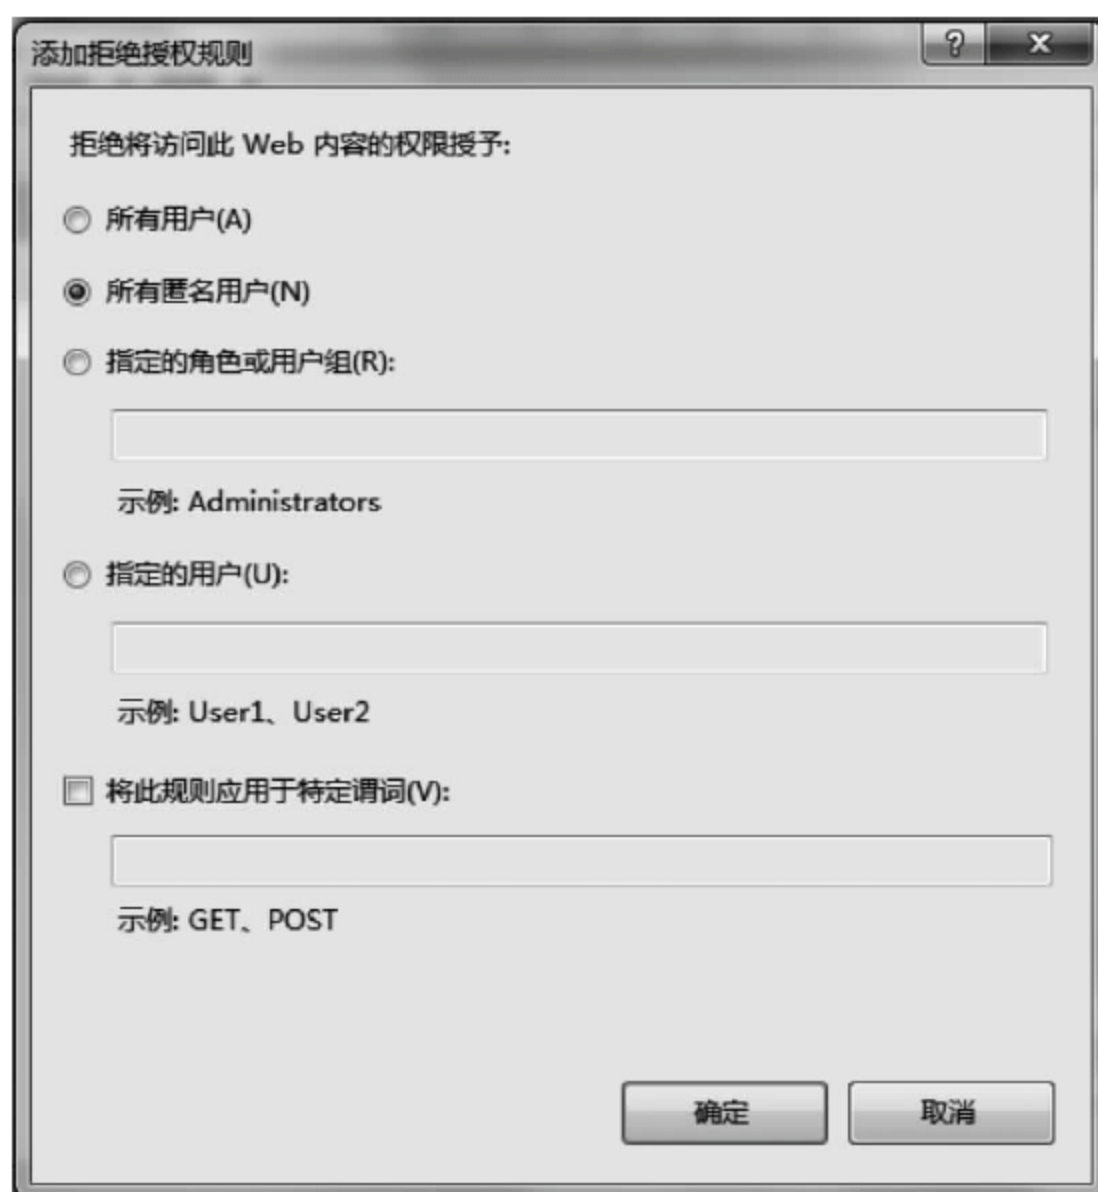 添加拒绝授权规则
拒绝将访问此 Web 内容的权限授予:
所有用户(A)
所有匿名用户(N)
指定的角色或用户组(R):
示例: Administrators
指定的用户(U):
示例: User1、User2
将此规则应用于特定谓词(V):
示例: GET、POST
确定 取消